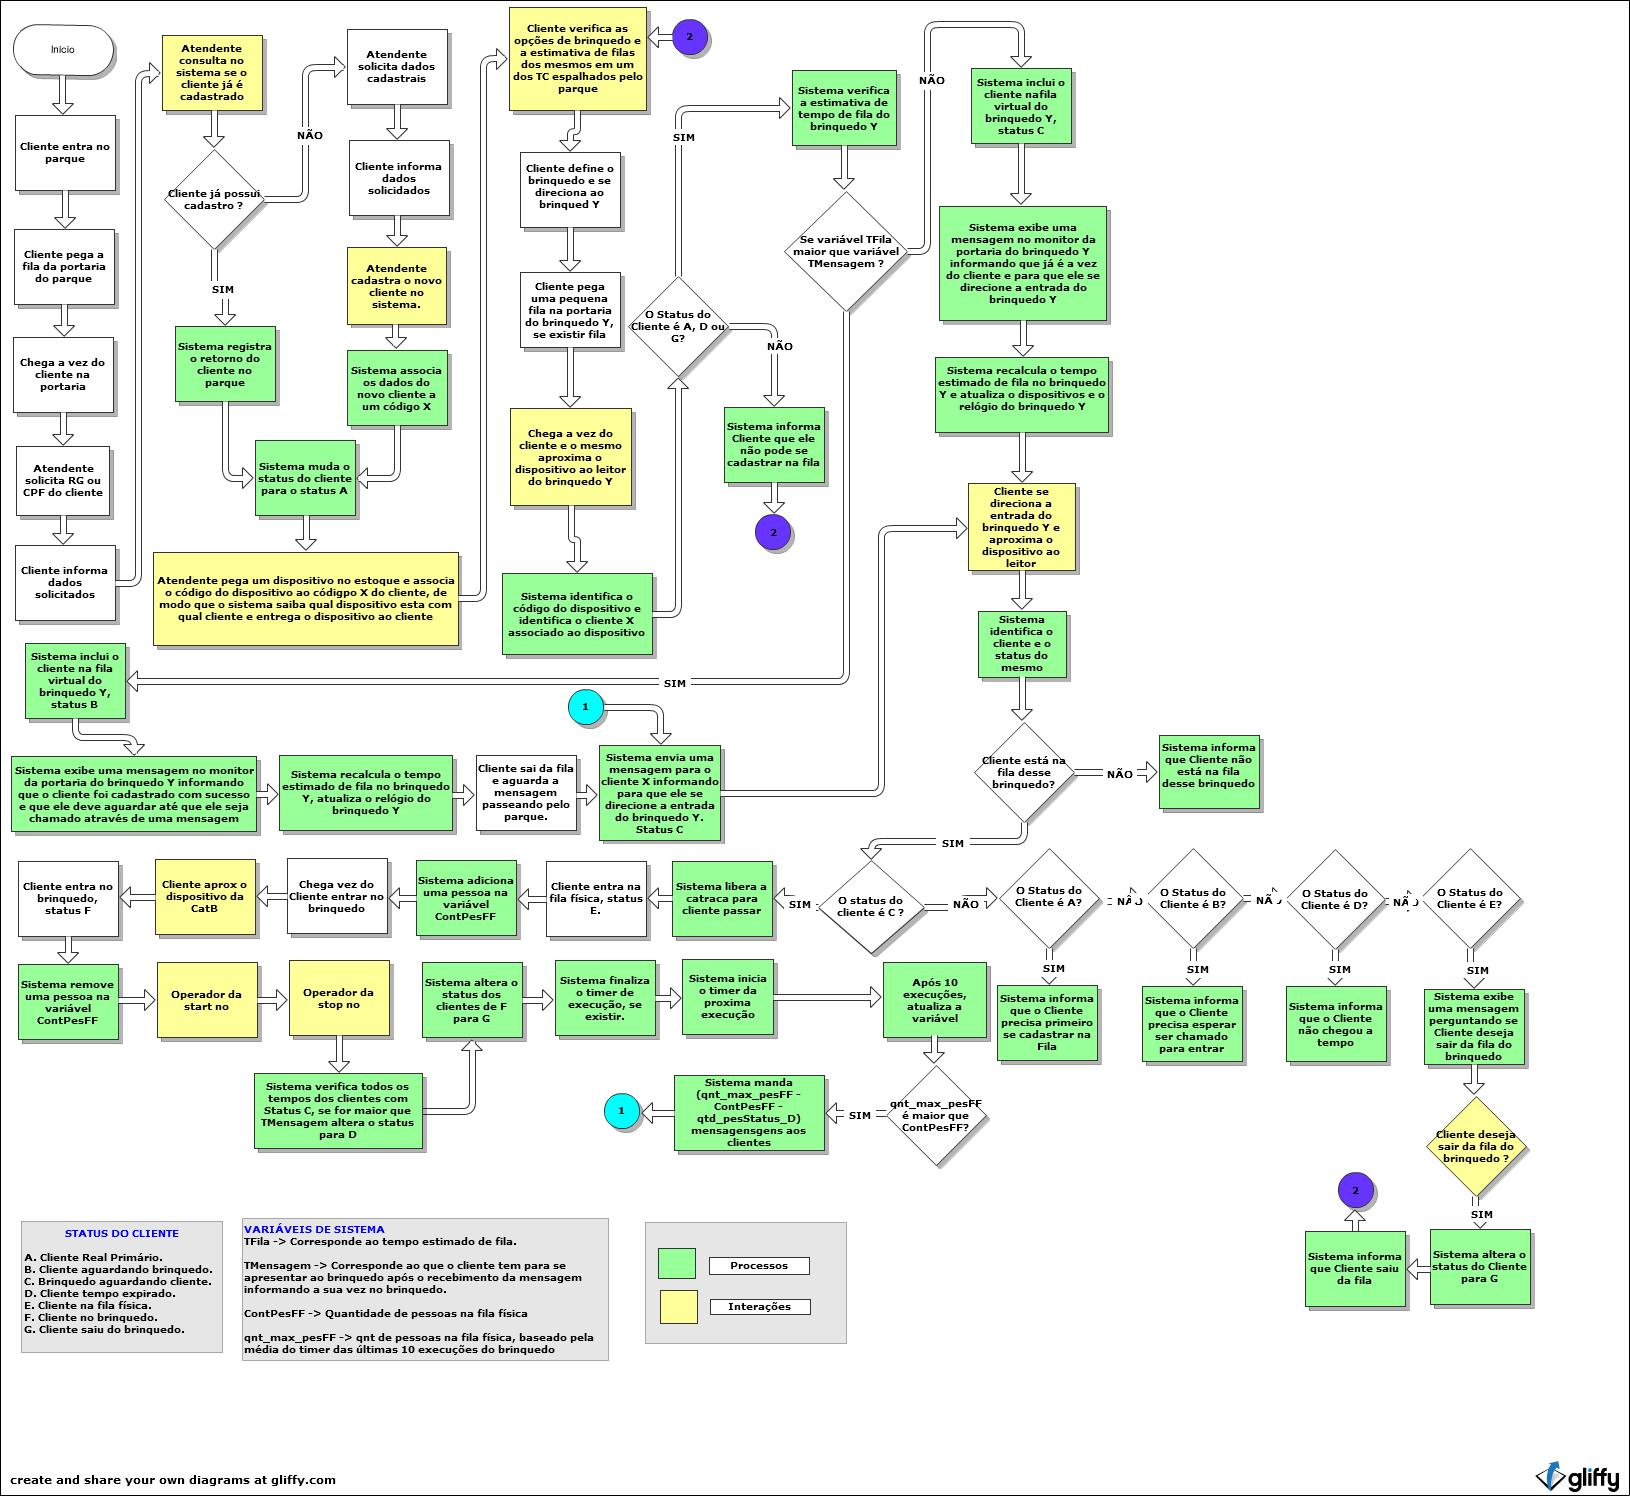 Início
Cliente entra no
parque
Cliente pega a
fila da portaria
do parque
Chega a vez do
cliente na
portaria
Atendente
solicita RG ou
CPF do cliente
Cliente informa
dados
solicitados
Atendente
consulta no
sistema se o
cliente já é
cadastrado
Cliente já possui
cadastro ?
NÃO
SIM
Atendente
solicita dados
cadastrais
Cliente informa
dados
solicidados
Atendente
cadastra o novo
cliente no
sistema.
Sistema associa
os dados do
novo cliente a
um código X
Sistema registra
o retorno do
cliente no
parque
Sistema muda o
status do cliente
para o status A
Atendente pega um dispositivo no estoque e associa
o código do dispositivo ao códigpo X do cliente, de
modo que o sistema saiba qual dispositivo esta com
qual cliente e entrega o dispositivo ao cliente
Cliente verifica as
opções de brinquedo e
a estimativa de filas
dos mesmos em um
dos TC espalhados pelo
parque
2
Cliente define o
brinquedo e se
direciona ao
brinqued Y
Cliente pega
uma pequena
fila na portaria
do brinquedo Y,
se existir fila
Chega a vez do
cliente e o mesmo
aproxima o
dispositivo ao leitor
do brinquedo Y
Sistema identifica o
código do dispositivo e
identifica o cliente X
associado ao dispositivo
O Status do
Cliente é A, D ou
G?
SIM
NÃO
Sistema informa
Cliente que ele
não pode se
cadastrar na fila
2
Sistema verifica
a estimativa de
tempo de fila do
brinquedo Y
Se variável TFila
maior que variável
TMensagem ?
NÃO
SIM
Sistema inclui o
cliente nafila
virtual do
brinquedo Y,
status C
Sistema exibe uma
mensagem no monitor da
portaria do brinquedo Y
informando que já é a vez
do cliente e para que ele se
direcione a entrada do
brinquedo Y
Sistema recalcula o tempo
estimado de fila no brinquedo
Y e atualiza o dispositivos e o
relógio do brinquedo Y
Cliente se
direciona a
entrada do
brinquedo Y e
aproxima o
dispositivo ao
leitor
Sistema
identifica o
cliente e o
status do
mesmo
Cliente está na
fila desse
brinquedo?
NÃO
Sistema informa
que Cliente não
está na fila
desse brinquedo
SIM
Sistema inclui o
cliente na fila
virtual do
brinquedo Y,
status B
Sistema exibe uma mensagem no monitor
da portaria do brinquedo Y informando
que o cliente foi cadastrado com sucesso
e que ele deve aguardar até que ele seja
chamado através de uma mensagem
Sistema recalcula o tempo
estimado de fila no brinquedo
Y, atualiza o relógio do
brinquedo Y
Cliente sai da fila
e aguarda a
mensagem
passeando pelo
parque.
1
Sistema envia uma
mensagem para o
cliente X informando
para que ele se
direcione a entrada
do brinquedo Y.
Status C
O status do
cliente é C ?
SIM
NÃO
Sistema libera a
catraca para
cliente passar
Cliente entra na
fila física, status
E.
Sistema adiciona
uma pessoa na
variável
ContPesFF
Chega vez do
Cliente entrar no
brinquedo
Cliente aprox o
dispositivo da
CatB
Cliente entra no
brinquedo,
status F
O Status do
Cliente é A?
NÃO
O Status do
Cliente é B?
NÃO
O Status do
Cliente é D?
NÃO
O Status do
Cliente é E?
SIM
SIM
SIM
SIM
Sistema informa
que o Cliente
precisa primeiro
se cadastrar na
Fila
Sistema informa
que o Cliente
precisa esperar
ser chamado
para entrar
Sistema informa
que o Cliente
não chegou a
tempo
Sistema exibe
uma mensagem
perguntando se
Cliente deseja
sair da fila do
brinquedo
Cliente deseja
sair da fila do
brinquedo ?
SIM
Sistema altera o
status do Cliente
para G
Sistema informa
que Cliente saiu
da fila
2
Sistema remove
uma pessoa na
variável
ContPesFF
Operador da
start no
Operador da
stop no
Sistema verifica todos os
tempos dos clientes com
Status C, se for maior que
TMensagem altera o status
para D
Sistema altera o
status dos
clientes de F
para G
Sistema finaliza
o timer de
execução, se
existir.
Sistema inicia
o timer da
proxima
execução
Após 10
execuções,
atualiza a
variável
qnt_max_pesFF
é maior que
ContPesFF?
SIM
Sistema manda
(qnt_max_pesFF -
ContPesFF -
qtd_pesStatus_D)
mensagensgens aos
clientes
1
STATUS DO CLIENTE
A. Cliente Real Primário.
B. Cliente aguardando brinquedo.
C. Brinquedo aguardando cliente.
D. Cliente tempo expirado.
E. Cliente na fila física.
F. Cliente no brinquedo.
G. Cliente saiu do brinquedo.
VARIÁVEIS DE SISTEMA
TFila -> Corresponde ao tempo estimado de fila.
TMensagem -> Corresponde ao que o cliente tem para se
apresentar ao brinquedo após o recebimento da mensagem
informando a sua vez no brinquedo.
ContPesFF -> Quantidade de pessoas na fila física
qnt_max_pesFF -> qnt de pessoas na fila física, baseado pela
média do timer das últimas 10 execuções do brinquedo
Processos
Interações
create and share your own diagrams at gliffy.com
gliffy